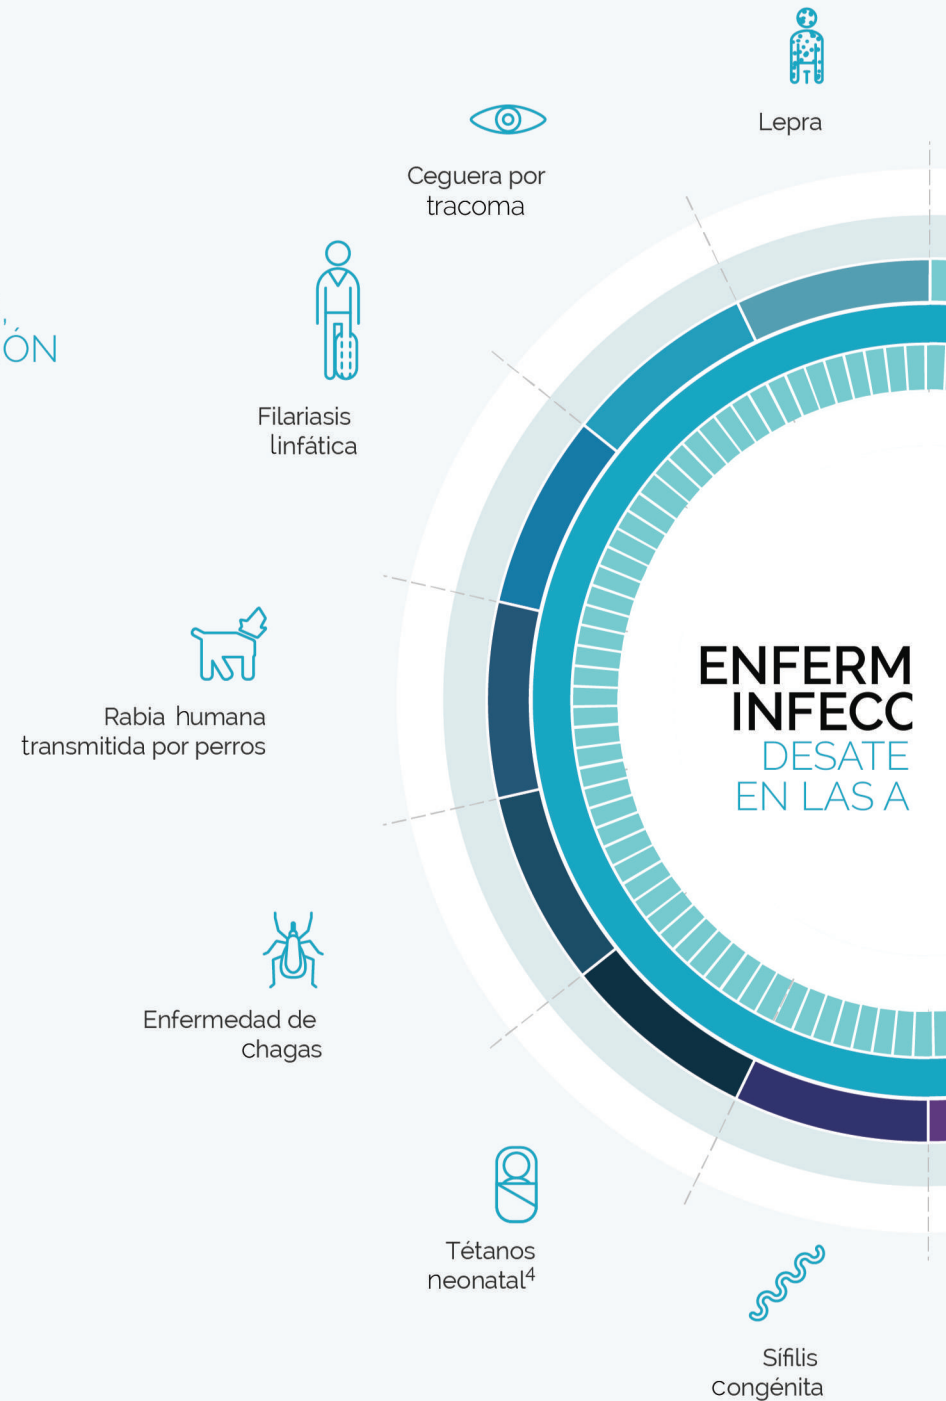 Lepra
Ceguera por
tracoma
ÓN
Filariasis
linfática
ENFERM
INFECC
DESATE
EN LAS A
Rabia humana
transmitida por perros
Enfermedad de
chagas
Tétanos
neonatal⁴
Sífilis
congénita